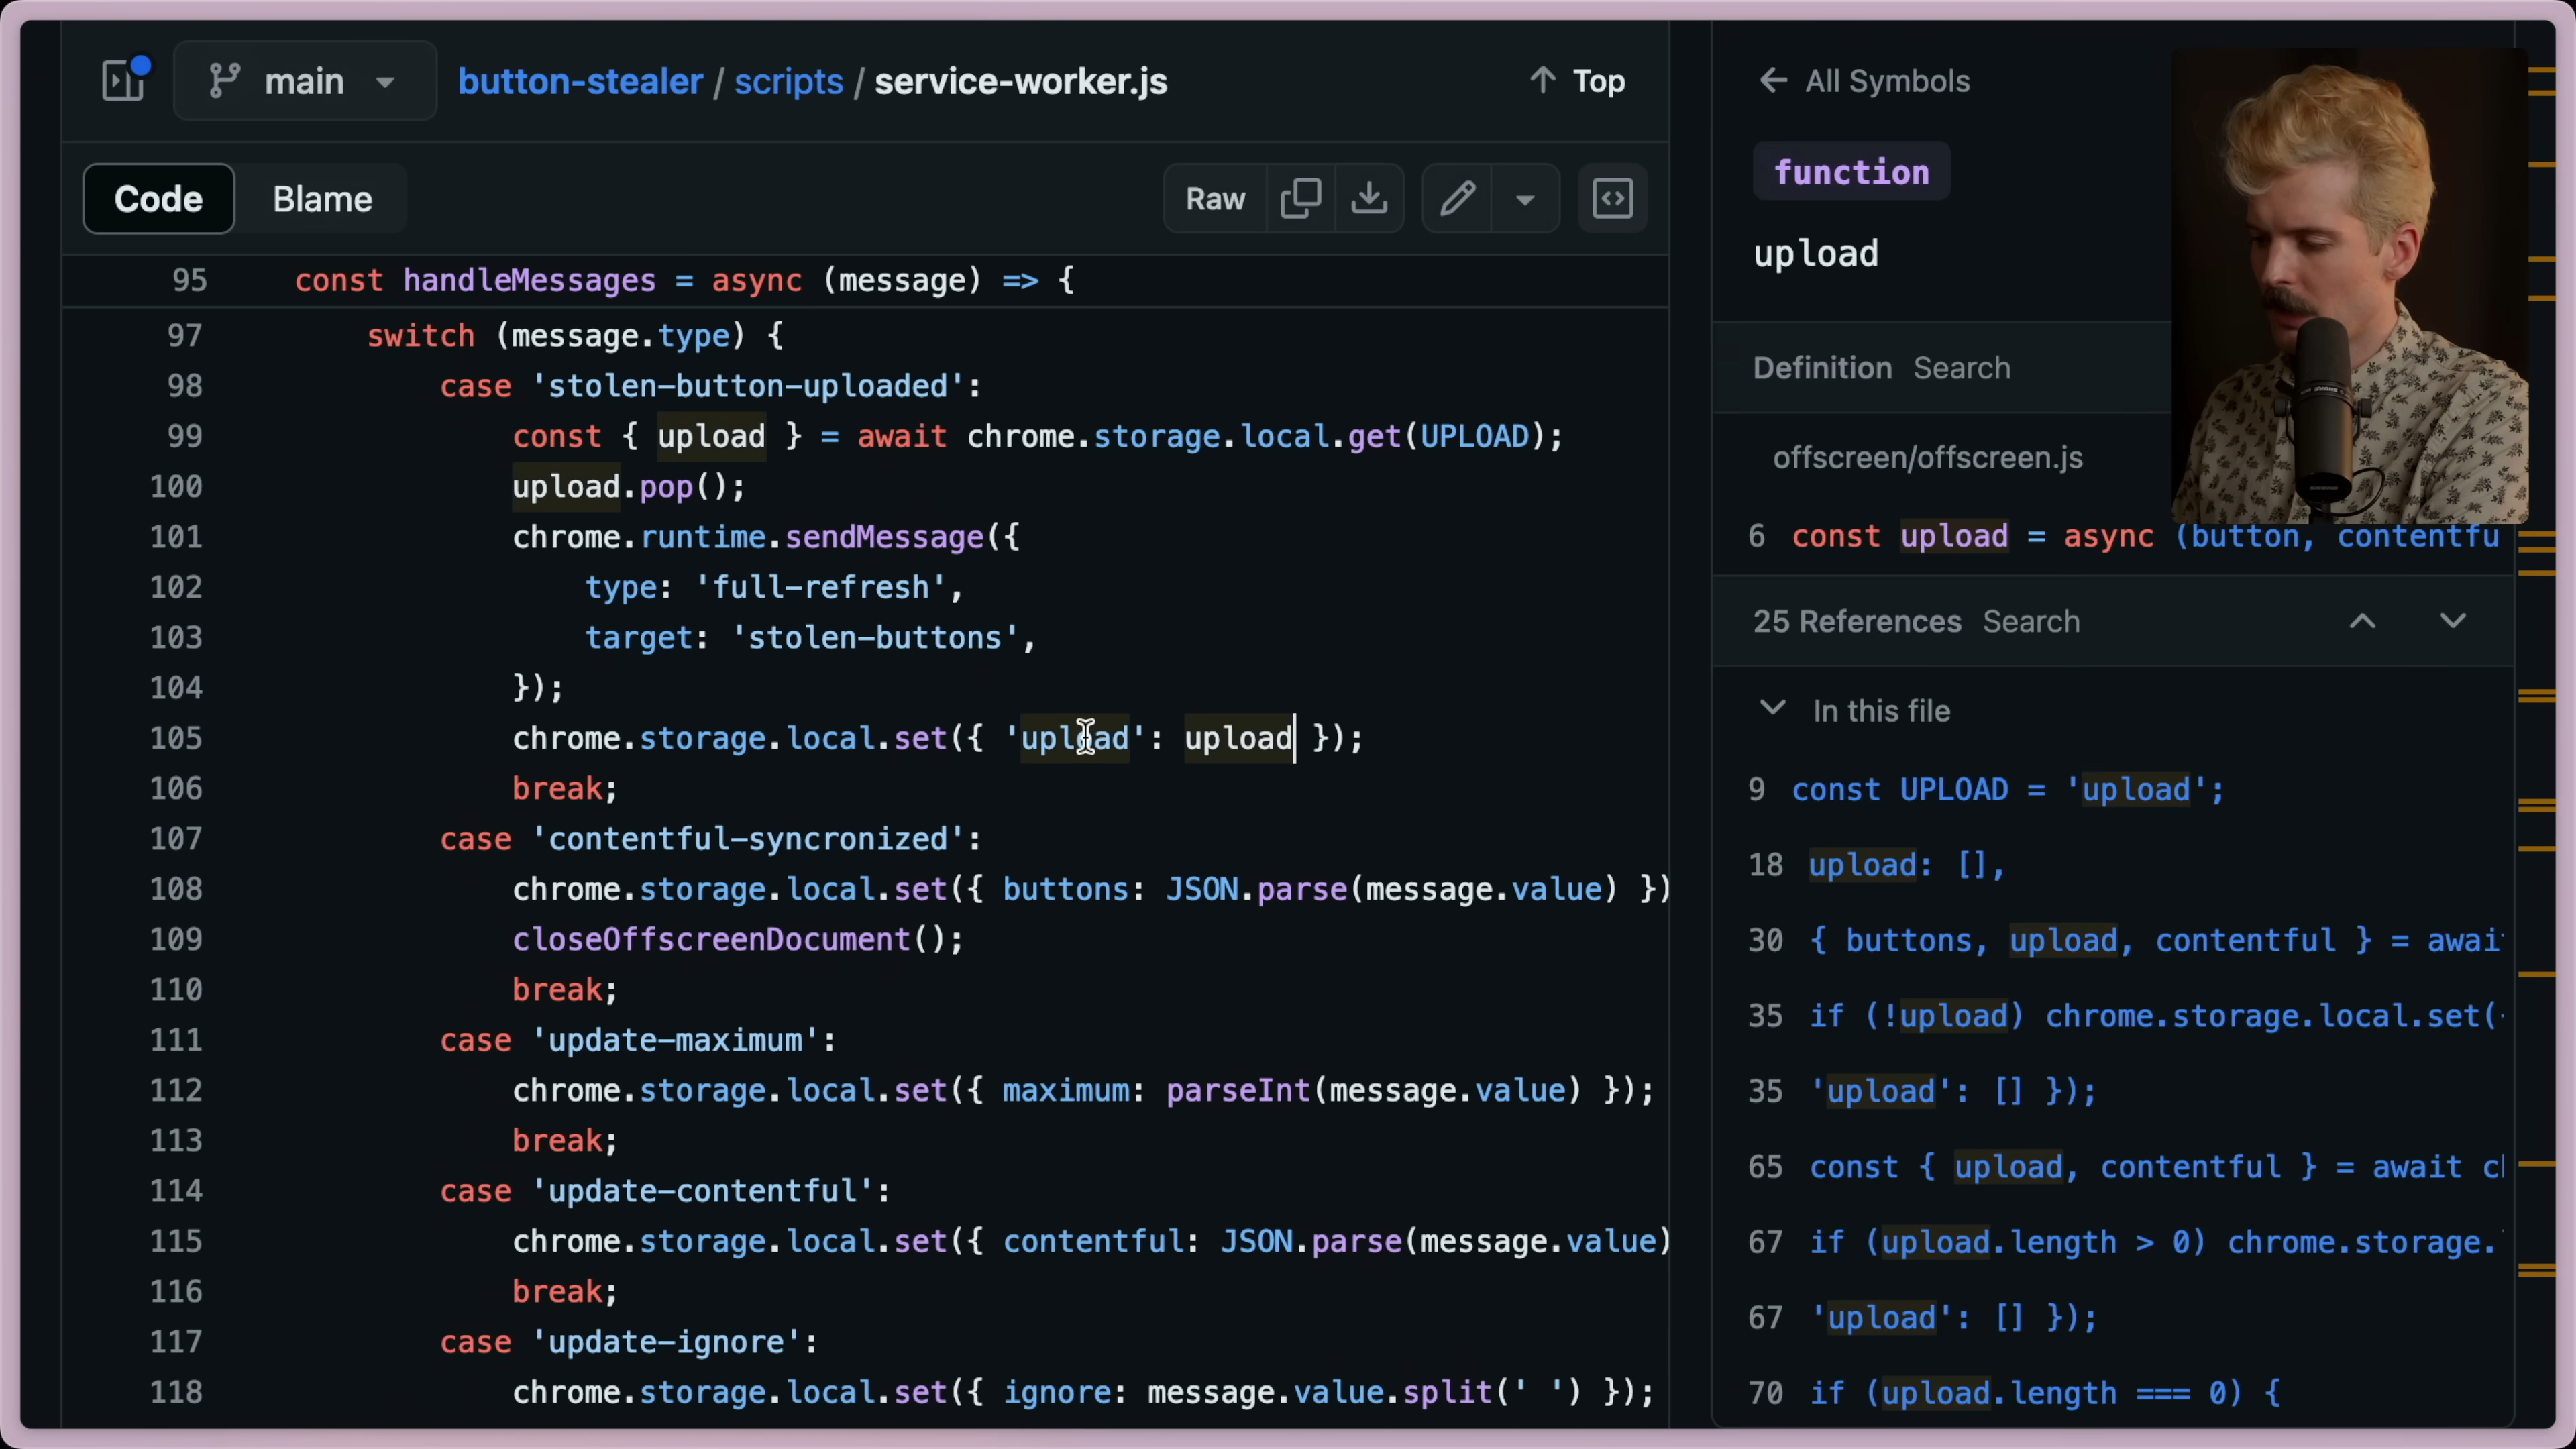 main
button-stealer / scripts / service-worker.js
Top
Code
Blame
Raw
95 const handleMessages = async (message) => {
97 switch (message.type) {
98 case 'stolen-button-uploaded':
99 const { upload } = await chrome.storage.local.get(UPLOAD);
100 upload.pop();
101 chrome.runtime.sendMessage({
102 type: 'full-refresh',
103 target: 'stolen-buttons',
104 });
105 chrome.storage.local.set({ 'upload': upload });
106 break;
107 case 'contentful-syncronized':
108 chrome.storage.local.set({ buttons: JSON.parse(message.value) })
109 closeOffscreenDocument();
110 break;
111 case 'update-maximum':
112 chrome.storage.local.set({ maximum: parseInt(message.value) });
113 break;
114 case 'update-contentful':
115 chrome.storage.local.set({ contentful: JSON.parse(message.value)
116 break;
117 case 'update-ignore':
118 chrome.storage.local.set({ ignore: message.value.split(' ') });
All Symbols
function
upload
Definition Search
offscreen/offscreen.js
6 const upload = async (button, contentfu
25 References Search
In this file
9 const UPLOAD = 'upload';
18 upload: [],
30 { buttons, upload, contentful } = awai
35 if (!upload) chrome.storage.local.set(
35 'upload': [] });
65 const { upload, contentful } = await c
67 if (upload.length > 0) chrome.storage.
67 'upload': [] });
70 if (upload.length === 0) {